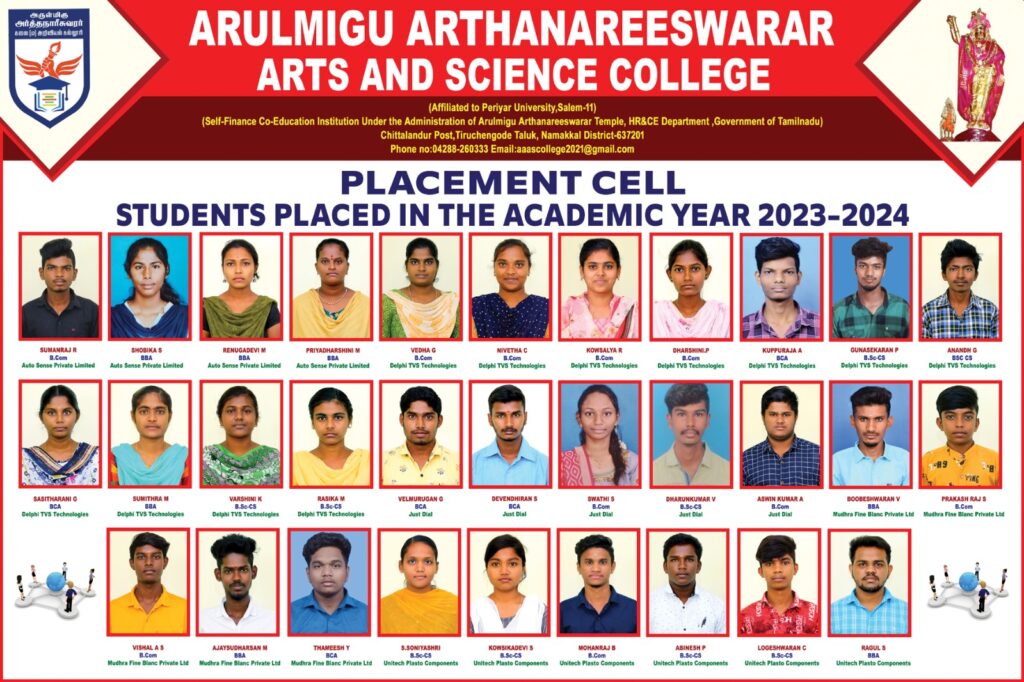 அருள்மிகு
அர்த்தநாரீசுவரர்
கலை (ம) அறிவியல் கல்லூரி
ARULMIGU ARTHANAREESWARAR
ARTS AND SCIENCE COLLEGE
(Affiliated to Periyar University,Salem-11)
(Self-Finance Co-Education Institution Under the Administration of Arulmigu Arthanareeswarar Temple, HR&CE Department ,Government of Tamilnadu)
Chittalandur Post,Tiruchengode Taluk, Namakkal District-637201
Phone no:04288-260333 Email:aaascollege2021@gmail.com
PLACEMENT CELL
STUDENTS PLACED IN THE ACADEMIC YEAR 2023-2024
SUMANRAJ R
B.Com
Auto Sense Private Limited
SHOBIKA S
BBA
Auto Sense Private Limited
RENUGADEVI M
BBA
Auto Sense Private Limited
PRIYADHARSHINI M
BBA
Auto Sense Private Limited
VEDHA G
B.Com
Delphi TVS Technologies
NIVETHA C
B.Com
Delphi TVS Technologies
KOWSALYA R
B.Com
Delphi TVS Technologies
DHARSHINI.P
B.Com
Delphi TVS Technologies
KUPPURAJA A
BCA
Delphi TVS Technologies
GUNASEKARAN P
B.Sc-CS
Delphi TVS Technologies
ANANDH G
BSC CS
Delphi TVS Technologies
SASITHARANI G
BCA
Delphi TVS Technologies
SUMITHRA M
BBA
Delphi TVS Technologies
VARSHINI K
B.Sc-CS
Delphi TVS Technologies
RASIKA M
B.Sc-CS
Delphi TVS Technologies
VELMURUGAN G
BCA
Just Dial
DEVENDHIRAN S
BCA
Just Dial
SWATHI S
B.Com
Just Dial
DHARUNKUMAR V
B.Sc-CS
Just Dial
ASWIN KUMAR A
B.Com
Just Dial
BOOBESHWARAN V
BBA
Mudhra Fine Blanc Private Ltd
PRAKASH RAJ S
B.Com
Mudhra Fine Blanc Private Ltd
VISHAL A S
B.Com
Mudhra Fine Blanc Private Ltd
AJAYSUDHARSAN M
BBA
Mudhra Fine Blanc Private Ltd
THAMEESH Y
BCA
Mudhra Fine Blanc Private Ltd
S.SONIYASHRI
B.Sc-CS
Unitech Plasto Components
KOWSIKADEVI S
B.Sc-CS
Unitech Plasto Components
MOHANRAJ B
B.Com
Unitech Plasto Components
ABINESH P
B.Sc-CS
Unitech Plasto Components
LOGESHWARAN C
B.Sc-CS
Unitech Plasto Components
RAGUL S
BBA
Unitech Plasto Components